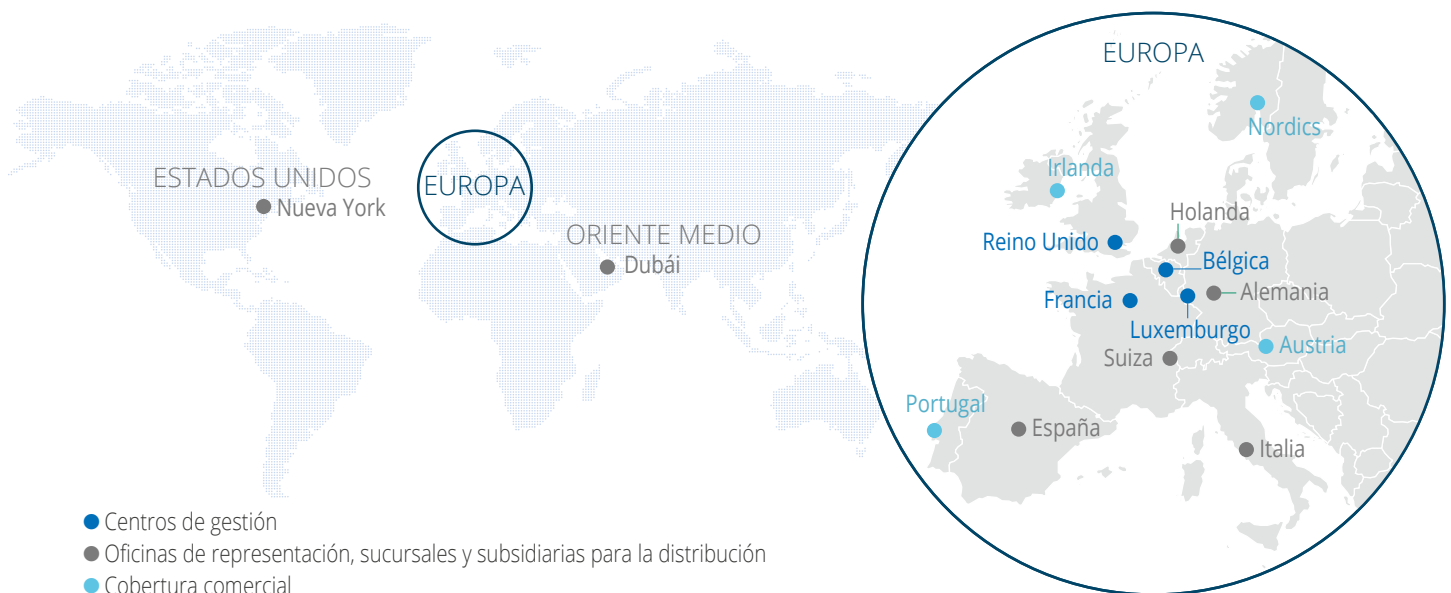 ESTADOS UNIDOS
Nueva York
EUROPA
ORIENTE MEDIO
Dubái
EUROPA
Nordics
Irlanda
Holanda
Reino Unido
Bélgica
Alemania
Francia
Luxemburgo
Austria
Suiza
Portugal
España
Italia
Centros de gestión
Oficinas de representación, sucursales y subsidiarias para la distribución
Cobertura comercial